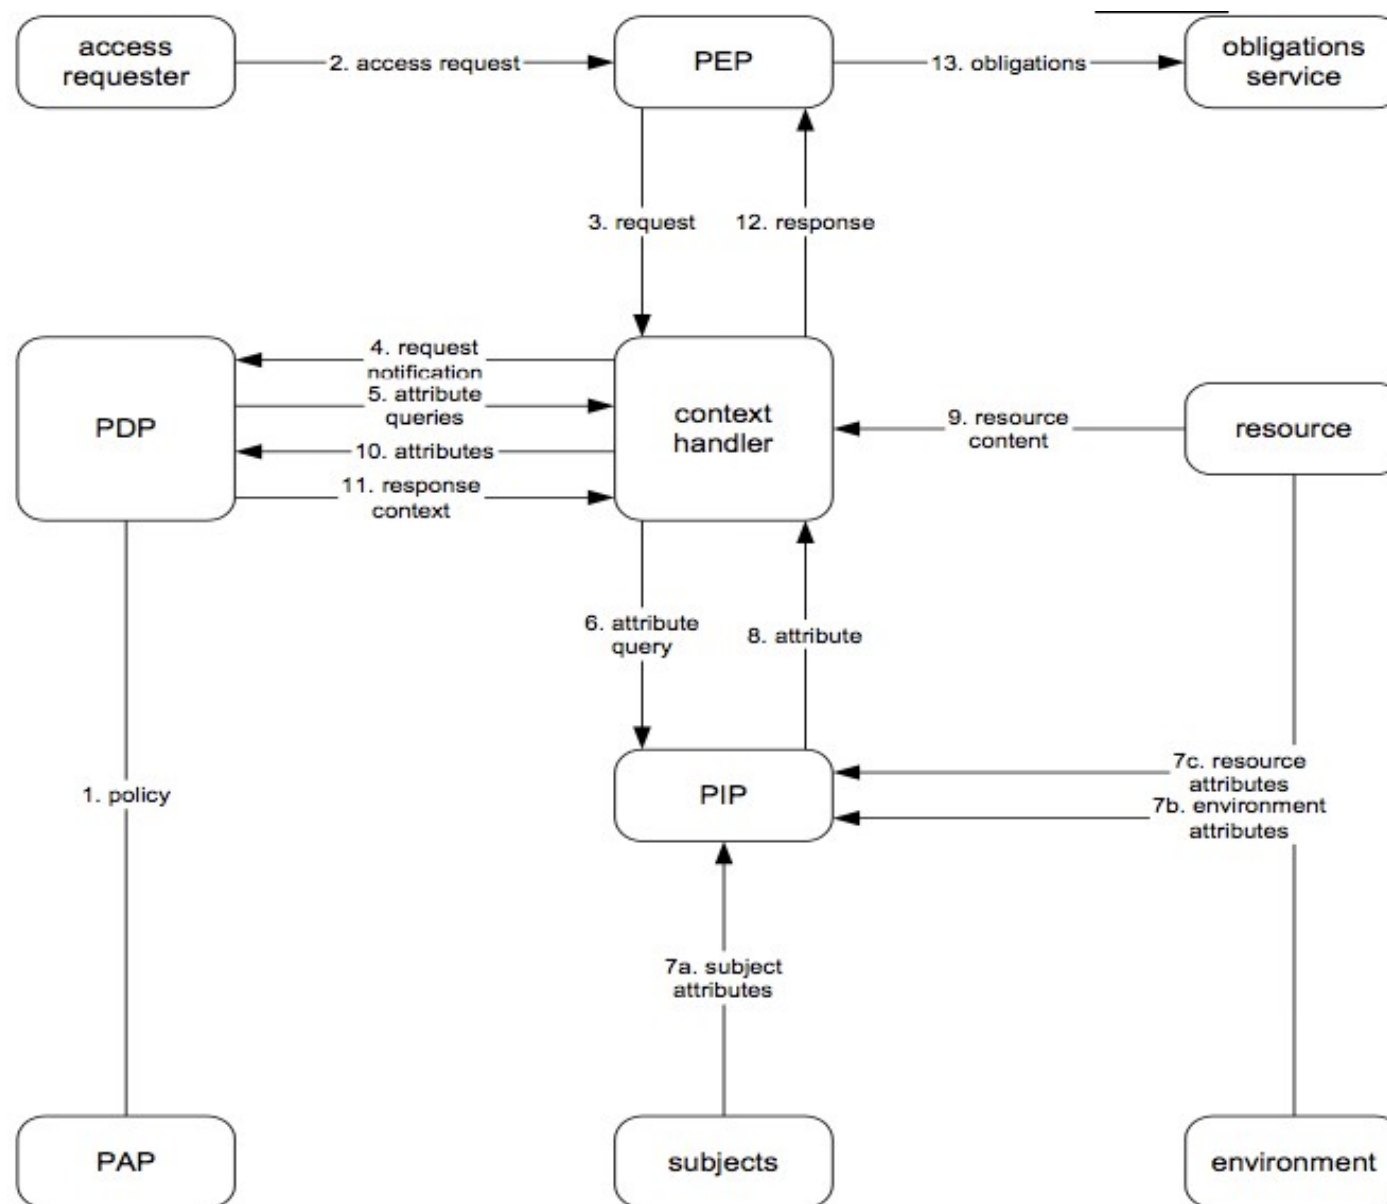 access
requester
2. access request
PEP
13. obligations
obligations
service
3. request
12. response
PDP
4. request
notification
5. attribute
queries
10. attributes
11. response
context
context
handler
9. resource
content
resource
6. attribute
query
8. attribute
1. policy
PIP
7c. resource
attributes
7b. environment
attributes
7a. subject
attributes
PAP
subjects
environment